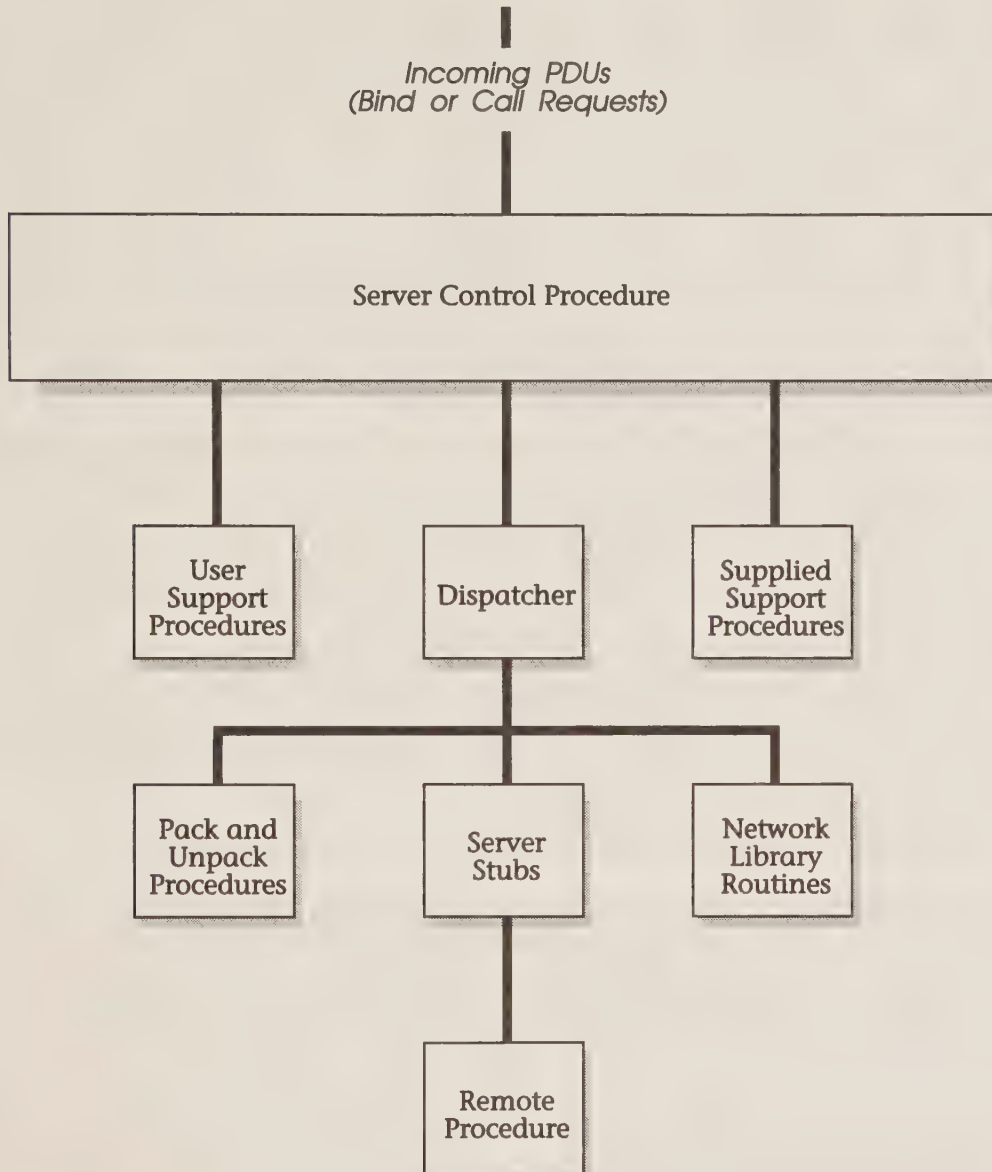 Incoming PDUs
(Bind or Call Requests)
Server Control Procedure
User
Support
Procedures
Dispatcher
Supplied
Support
Procedures
Pack and
Unpack
Procedures
Server
Stubs
Network
Library
Routines
Remote
Procedure